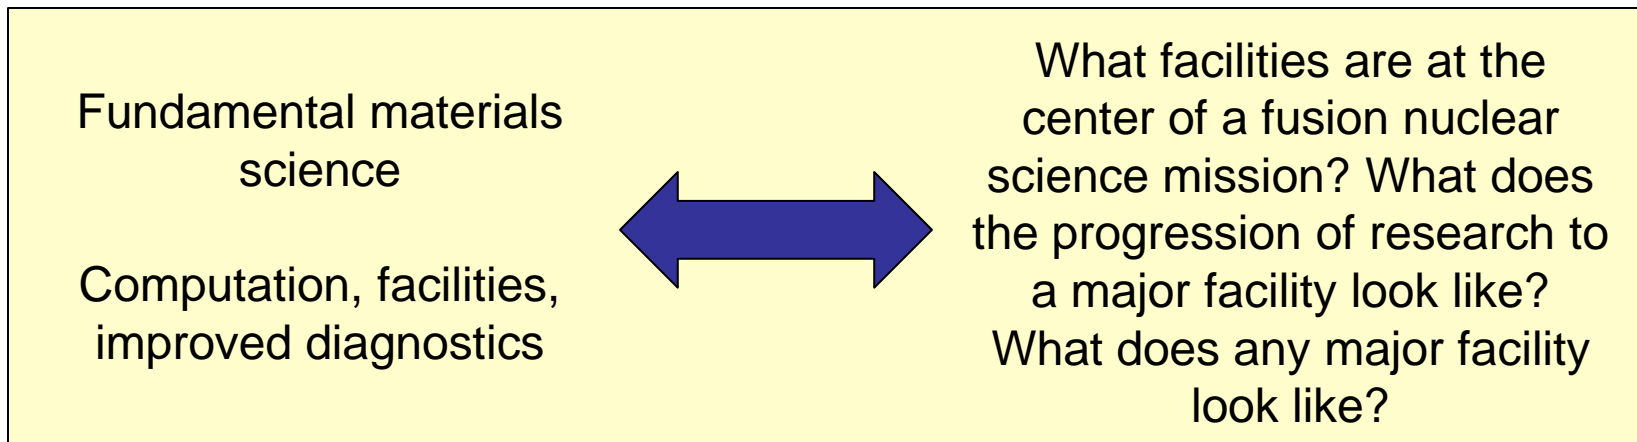 Fundamental materials
science
Computation, facilities,
improved diagnostics
What facilities are at the
center of a fusion nuclear
science mission? What does
the progression of research to
a major facility look like?
What does any major facility
look like?